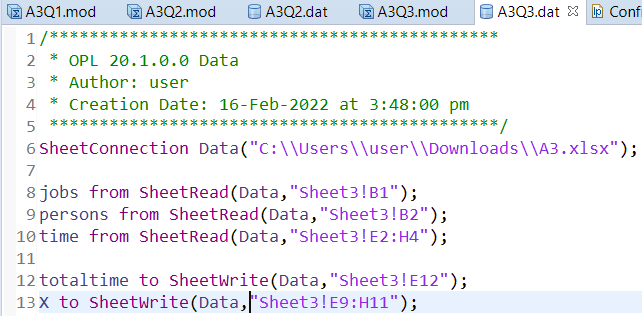 A3Q1.mod A3Q2.mod A3Q2.dat A3Q3.mod A3Q3.dat Confi
1 /*********************************************
2 * OPL 20.1.0.0 Data
3 * Author: user
4 * Creation Date: 16-Feb-2022 at 3:48:00 pm
5 *********************************************/
6 SheetConnection Data("C:\\Users\\user\\Downloads\\A3.xlsx");
7
8 jobs from SheetRead(Data,"Sheet3!B1");
9 persons from SheetRead(Data,"Sheet3!B2");
10 time from SheetRead(Data,"Sheet3!E2:H4");
11
12 totaltime to SheetWrite(Data,"Sheet3!E12");
13 X to SheetWrite(Data,"Sheet3!E9:H11");